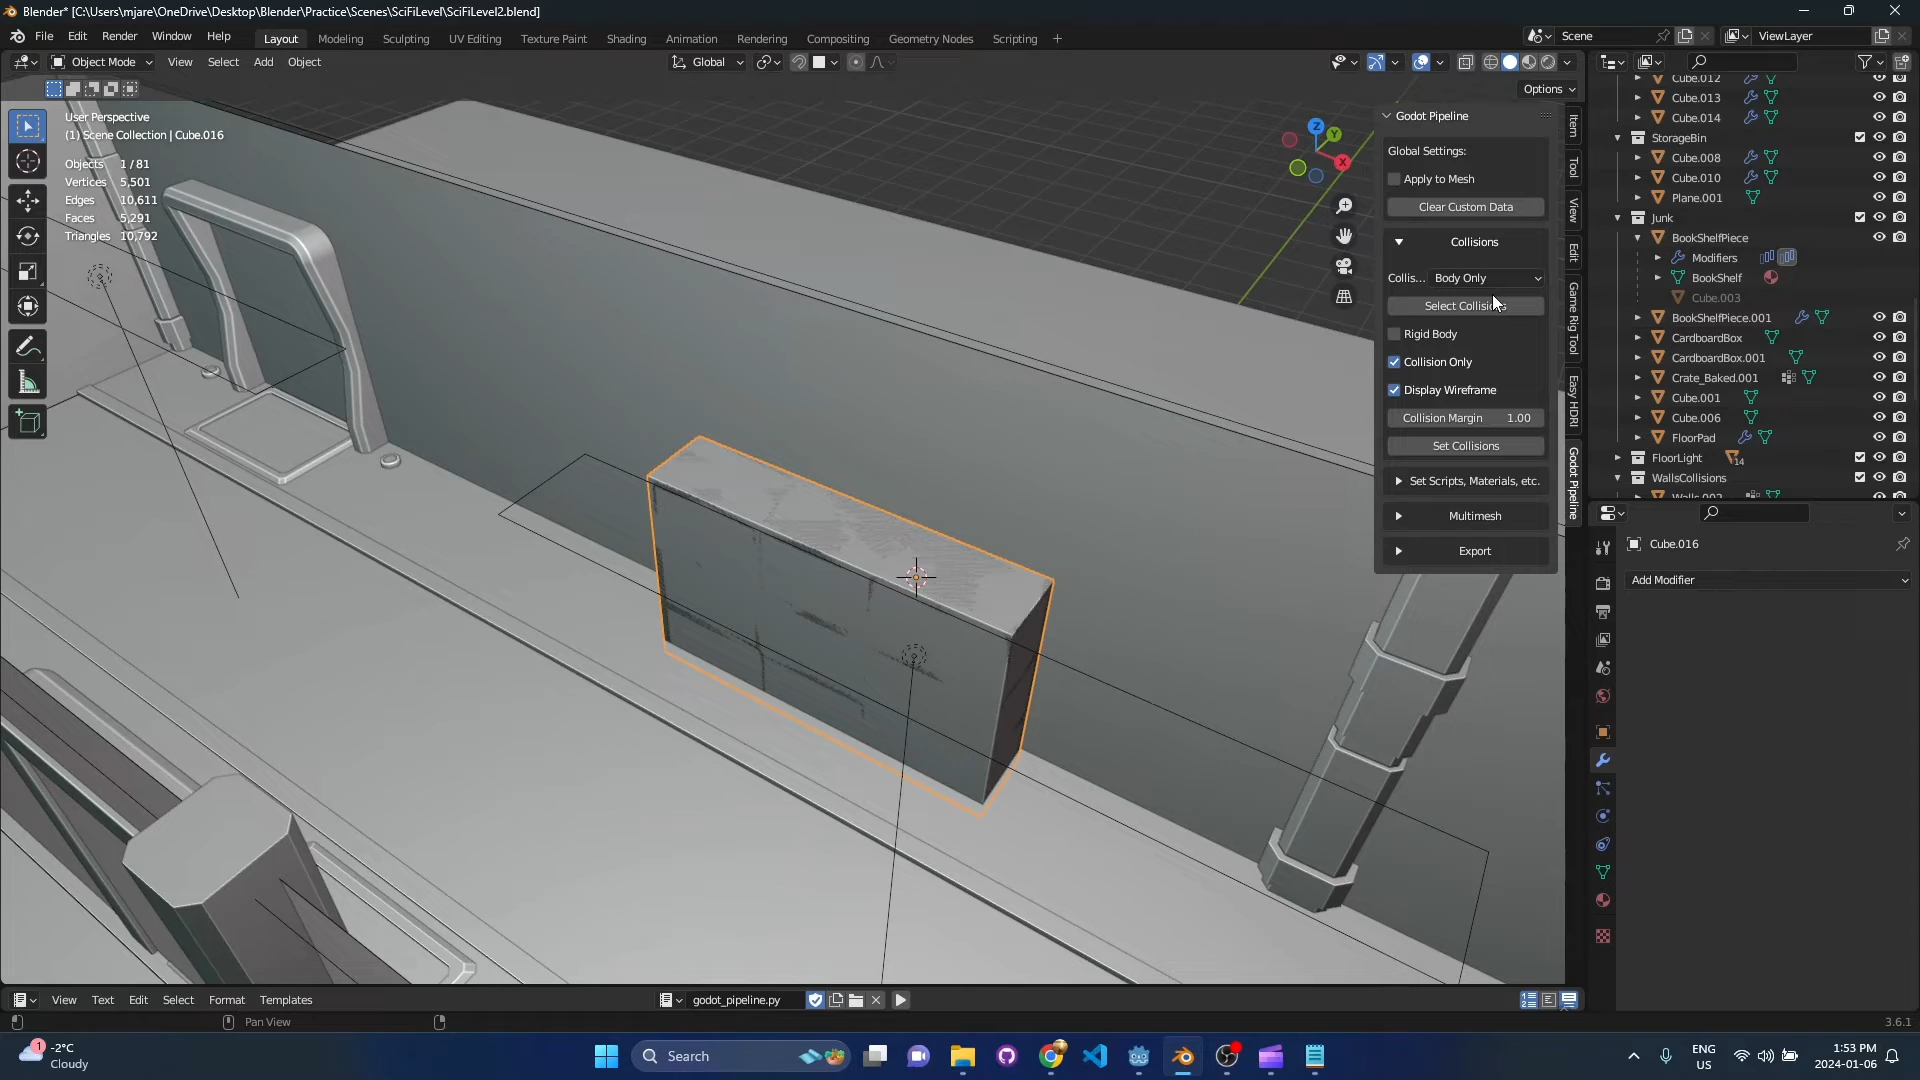 Blender* [C:\Users\mjare\OneDrive\Desktop\Blender\Practice\Scenes\SciFiLevel\SciFiLevel2.blend]
File Edit Render Window Help Layout Modeling Sculpting UV Editing Texture Paint Shading Animation Rendering Compositing Geometry Nodes Scripting + Scene ViewLayer
Object Mode View Select Add Object Global
Options
User Perspective
(1) Scene Collection | Cube.016
Objects 1/81
Vertices 5,501
Edges 10,611
Faces 5,291
Triangles 10,792
Z
Y
X
Godot Pipeline
Global Settings:
Apply to Mesh
Clear Custom Data
Collisions
Collis... Body Only
Rigid Body
Collision Only
Display Wireframe
Collision Margin 1.00
Set Collisions
Set Scripts, Materials, etc.
Multimesh
Export
Item
Tool
View
Edit
Game Rig Tool
Easy HDRI
Godot Pipeline
Cube.012
Cube.013
Cube.014
StorageBin
Cube.008
Cube.010
Plane.001
Junk
BookShelfPiece
Modifiers
BookShelf
Cube.003
BookShelfPiece.001
CardboardBox
CardboardBox.001
Crate_Baked.001
Cube.001
Cube.006
FloorPad
FloorLight 14
WallsCollisions
Walls.002
Cube.016
Add Modifier
View Text Edit Select Format Templates godot_pipeline.py
Pan View
3.6.1
1
-2°C
Cloudy
Search
ENG
US
1:53 PM
2024-01-06